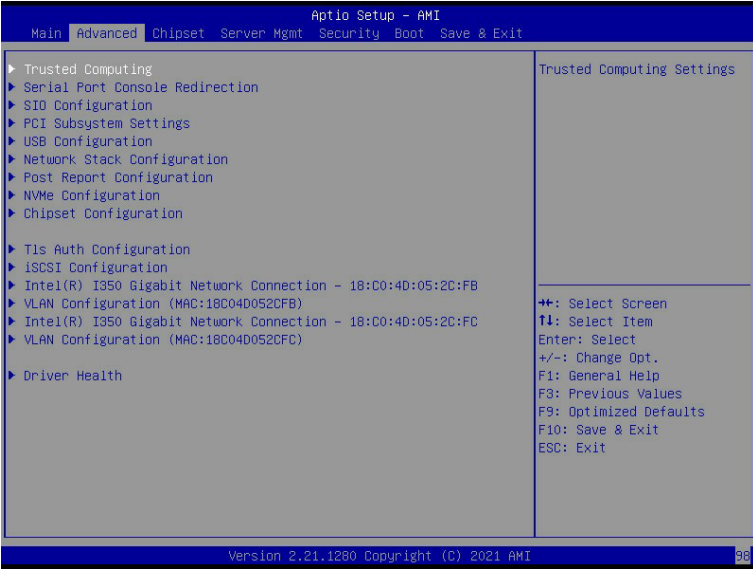 Aptio Setup – AMI
Main Advanced Chipset Server Mgmt Security Boot Save & Exit
Trusted Computing
Serial Port Console Redirection
SIO Configuration
PCI Subsystem Settings
USB Configuration
Network Stack Configuration
Post Report Configuration
NVMe Configuration
Chipset Configuration
Tls Auth Configuration
iSCSI Configuration
Intel(R) I350 Gigabit Network Connection – 18:C0:4D:05:2C:FB
VLAN Configuration (MAC:18C04D052CFB)
Intel(R) I350 Gigabit Network Connection – 18:C0:4D:05:2C:FC
VLAN Configuration (MAC:18C04D052CFC)
Driver Health
Trusted Computing Settings
→←: Select Screen
↑↓: Select Item
Enter: Select
+/-: Change Opt.
F1: General Help
F3: Previous Values
F9: Optimized Defaults
F10: Save & Exit
ESC: Exit
Version 2.21.1280 Copyright (C) 2021 AMI
98